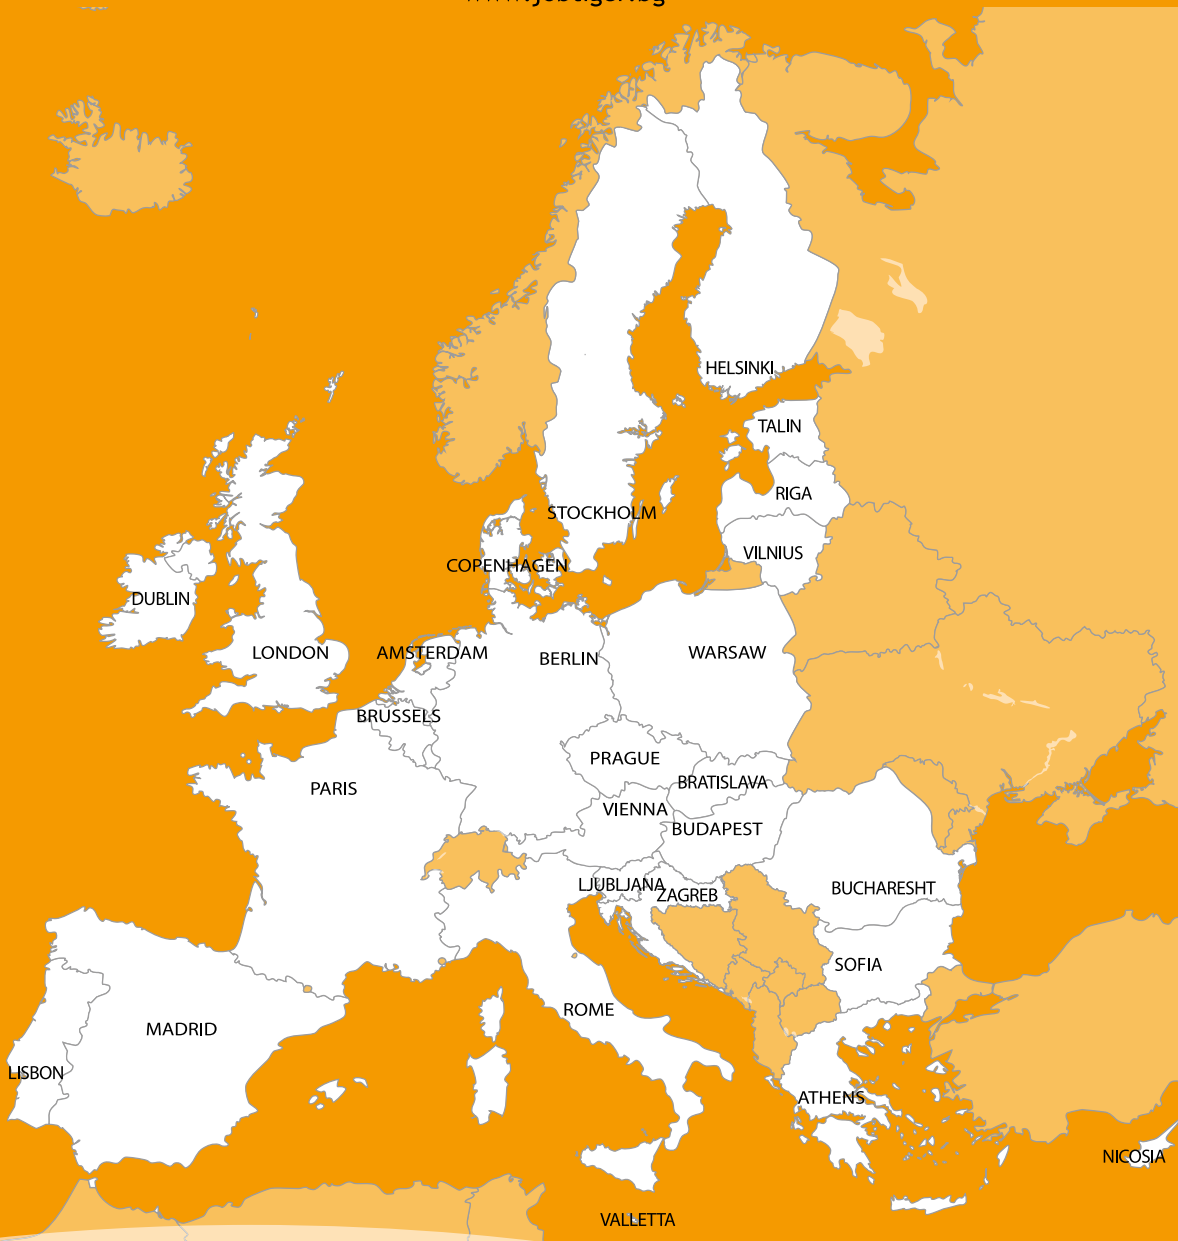 HELSINKI
TALIN
RIGA
STOCKHOLM
VILNIUS
COPENHAGEN
DUBLIN
LONDON
AMSTERDAM
BERLIN
WARSAW
BRUSSELS
PRAGUE
BRATISLAVA
PARIS
VIENNA
BUDAPEST
LJUBLJANA
ZAGREB
BUCHARESHT
SOFIA
ROME
MADRID
LISBON
ATHENS
NICOSIA
VALLETTA